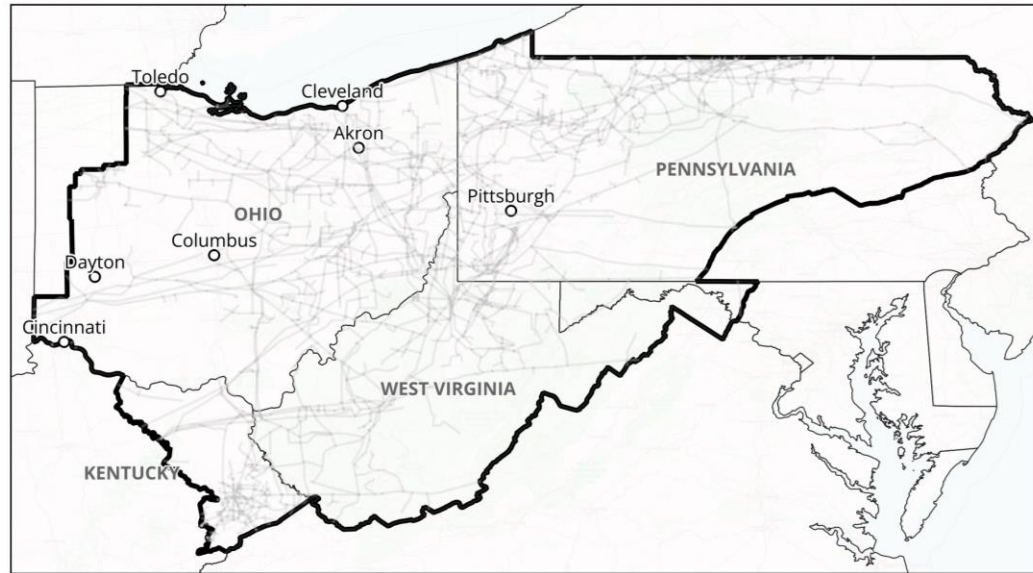 Toledo
Cleveland
Akron
PENNSYLVANIA
Pittsburgh
OHIO
Columbus
Dayton
Cincinnati
WEST VIRGINIA
KENTUCKY